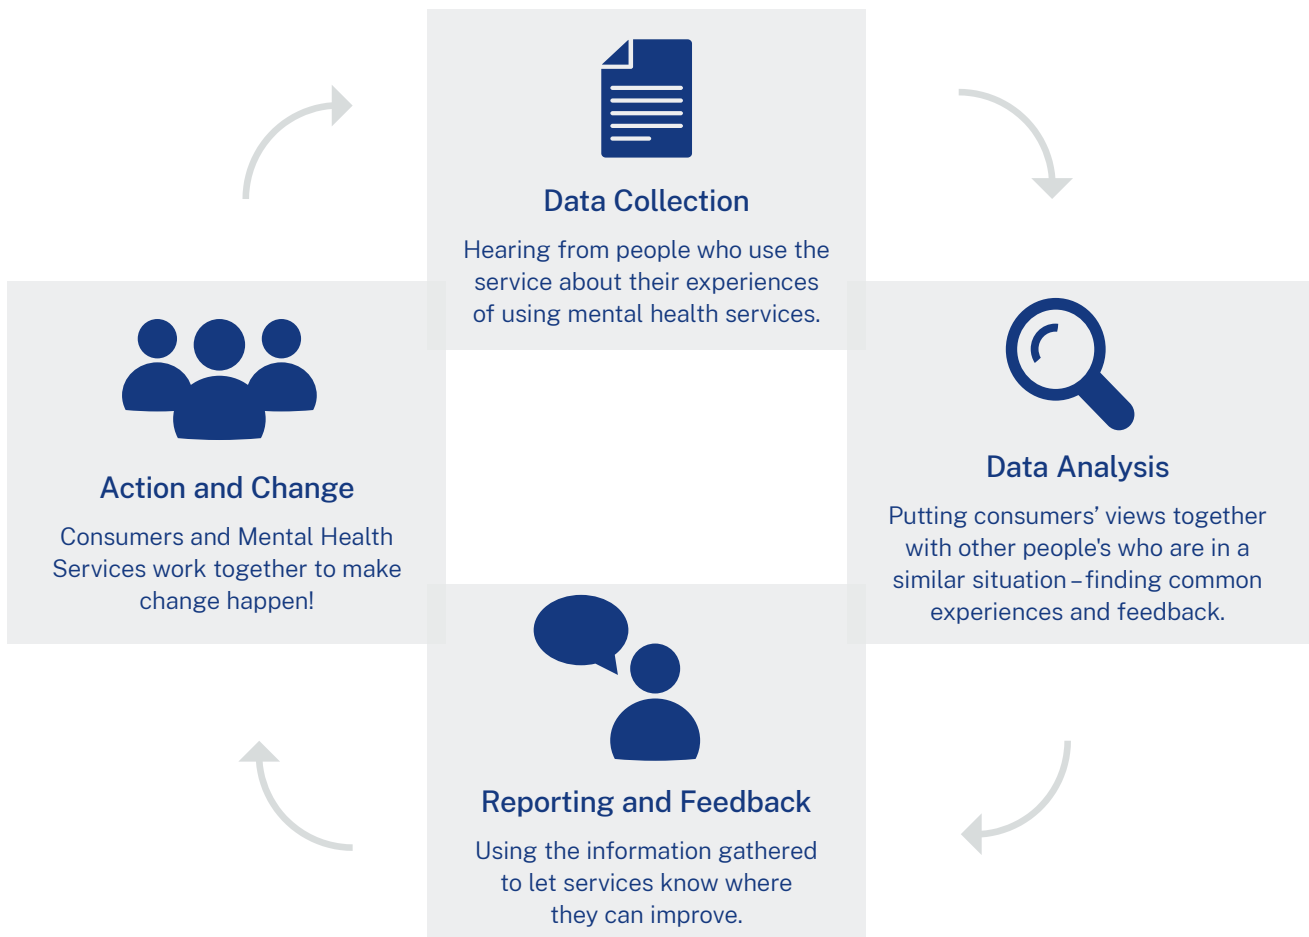 Data Collection
Hearing from people who use the
service about their experiences
of using mental health services.
Data Analysis
Putting consumers’ views together
with other people's who are in a
similar situation – finding common
experiences and feedback.
Reporting and Feedback
Using the information gathered
to let services know where
they can improve.
Action and Change
Consumers and Mental Health
Services work together to make
change happen!